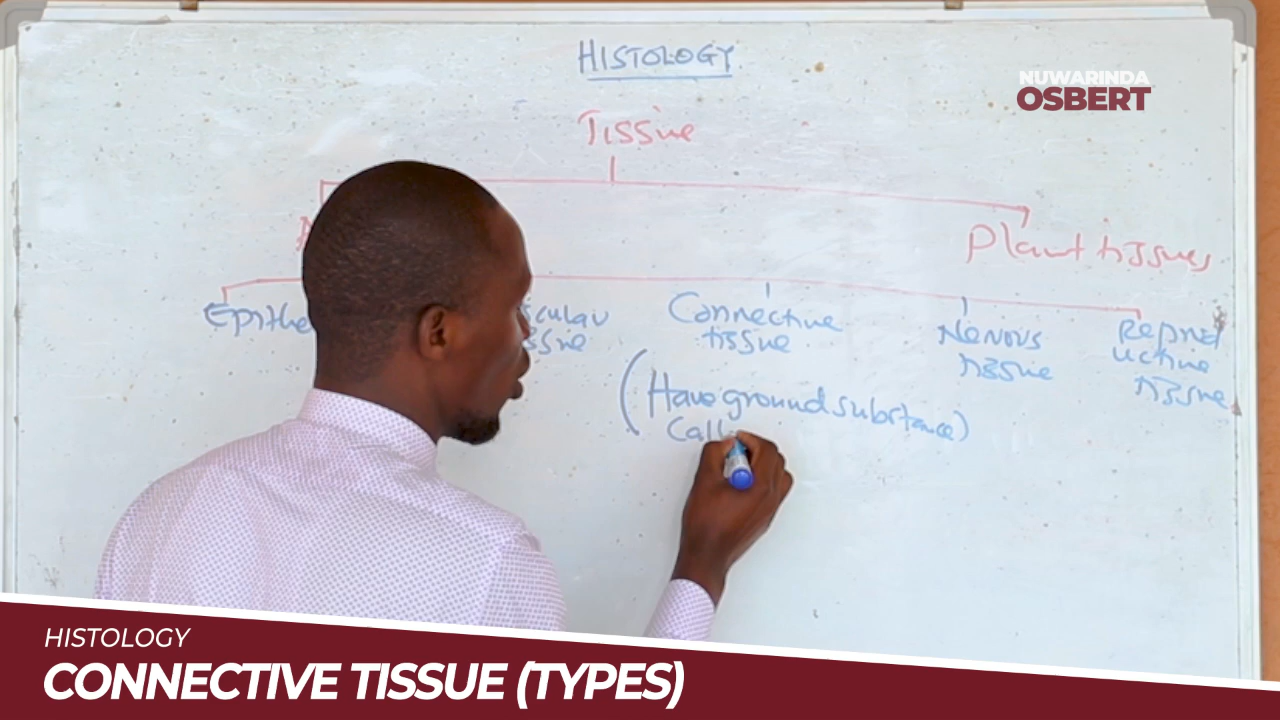 HISTOLOGY
NUWARINDA
OSBERT
Tissue
Plant tissues
Connective
tissue
Nervous
tissue
Reprod
uctive
tissue
(Have ground substance)
HISTOLOGY
CONNECTIVE TISSUE (TYPES)